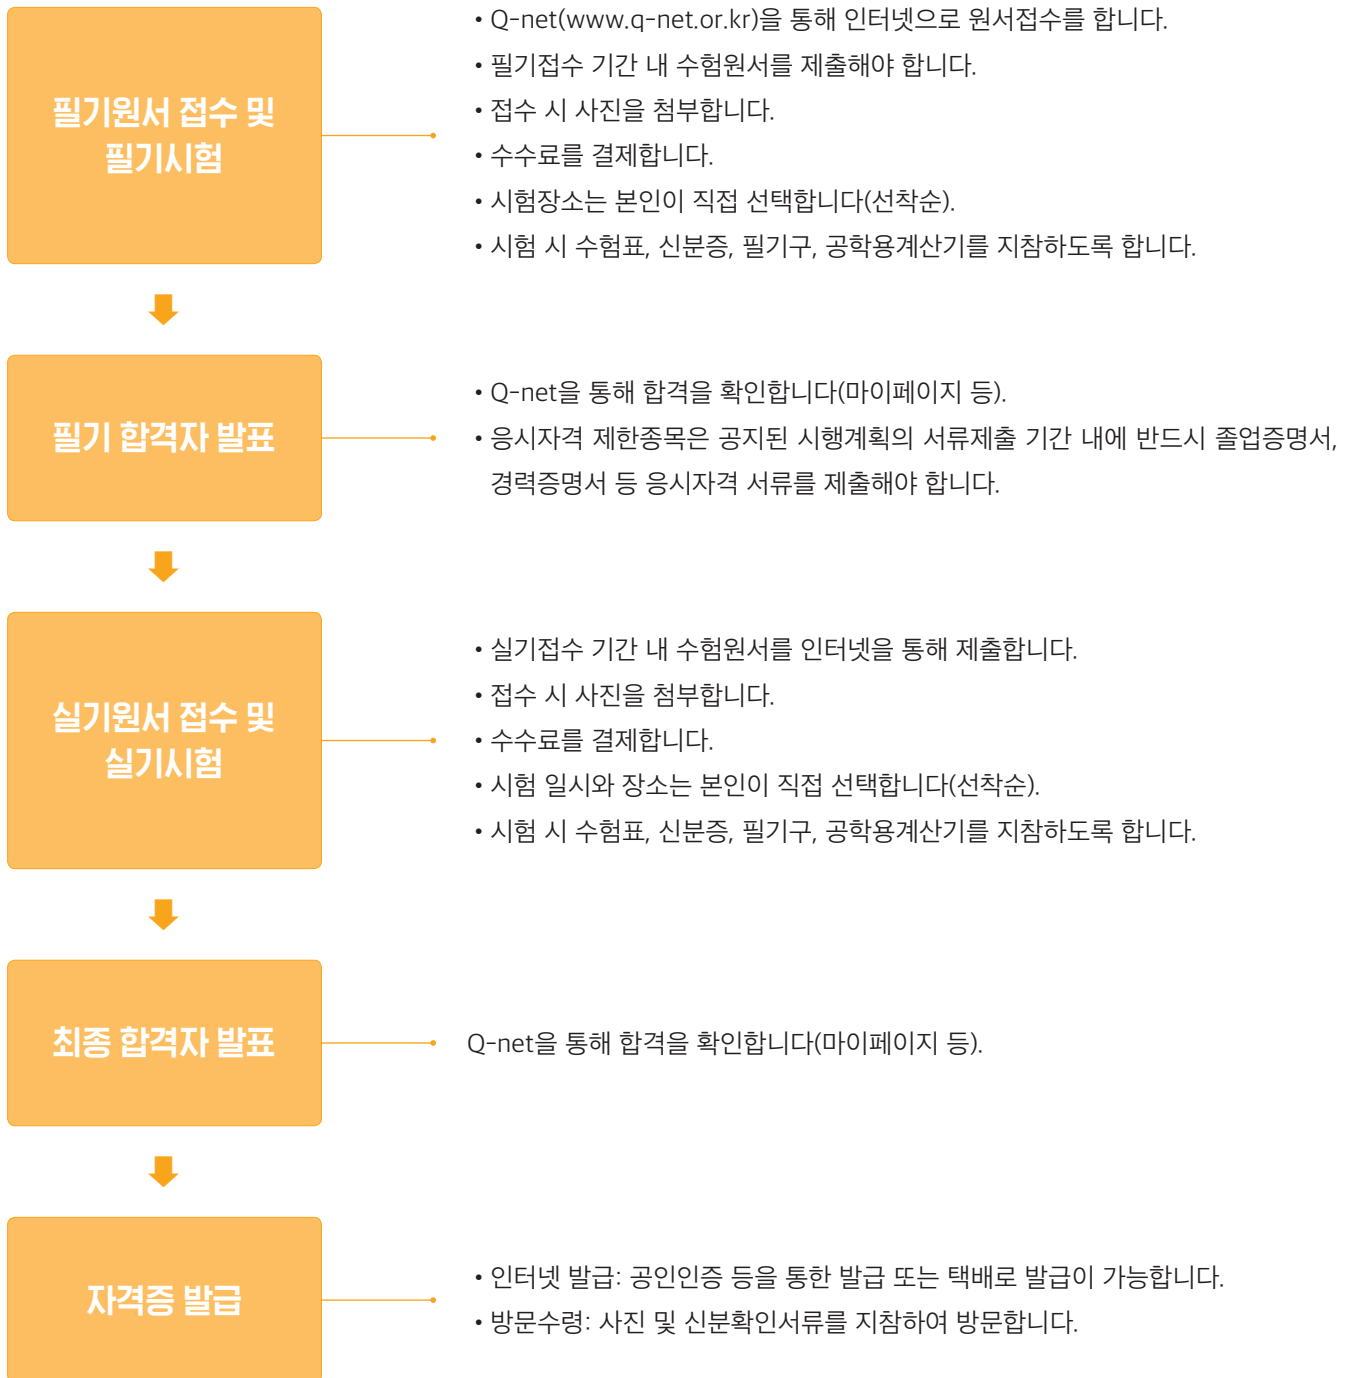 필기원서 접수 및
필기시험
• Q-net(www.q-net.or.kr)을 통해 인터넷으로 원서접수를 합니다.
• 필기접수 기간 내 수험원서를 제출해야 합니다.
• 접수 시 사진을 첨부합니다.
• 수수료를 결제합니다.
• 시험장소는 본인이 직접 선택합니다(선착순).
• 시험 시 수험표, 신분증, 필기구, 공학용계산기를 지참하도록 합니다.
필기 합격자 발표
• Q-net을 통해 합격을 확인합니다(마이페이지 등).
• 응시자격 제한종목은 공지된 시행계획의 서류제출 기간 내에 반드시 졸업증명서,
경력증명서 등 응시자격 서류를 제출해야 합니다.
실기원서 접수 및
실기시험
• 실기접수 기간 내 수험원서를 인터넷을 통해 제출합니다.
• 접수 시 사진을 첨부합니다.
• 수수료를 결제합니다.
• 시험 일시와 장소는 본인이 직접 선택합니다(선착순).
• 시험 시 수험표, 신분증, 필기구, 공학용계산기를 지참하도록 합니다.
최종 합격자 발표
Q-net을 통해 합격을 확인합니다(마이페이지 등).
자격증 발급
• 인터넷 발급: 공인인증 등을 통한 발급 또는 택배로 발급이 가능합니다.
• 방문수령: 사진 및 신분확인서류를 지참하여 방문합니다.